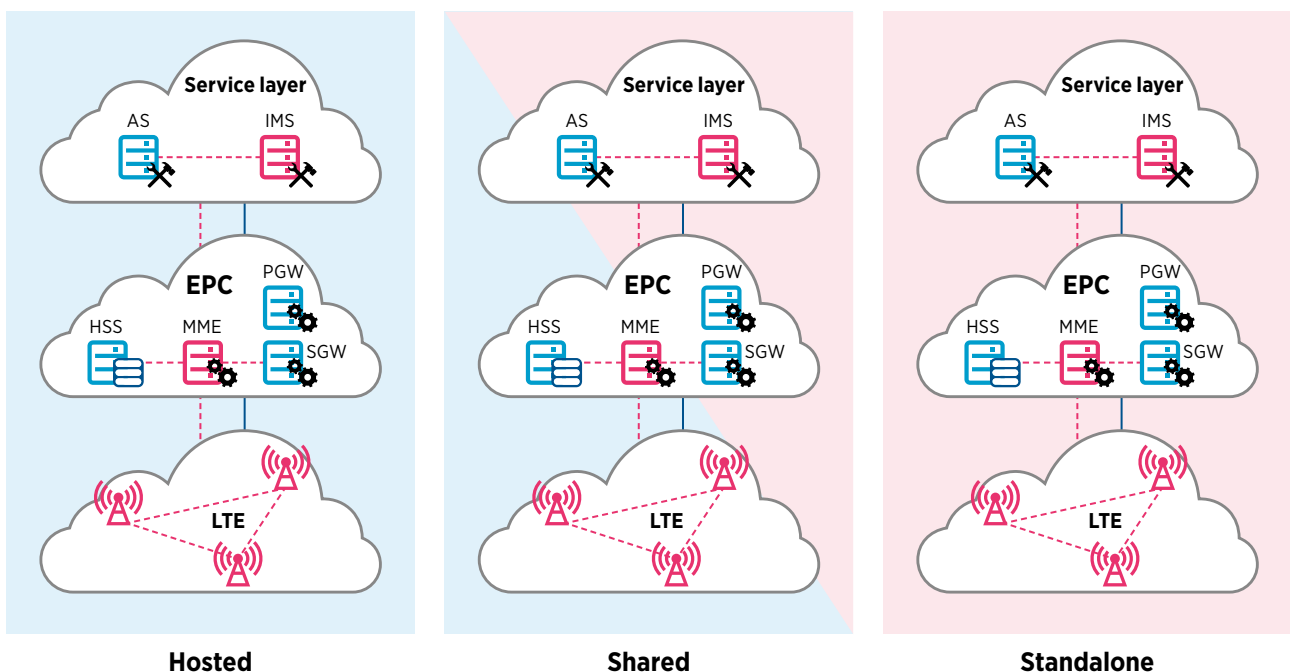 Service layer
AS
IMS
EPC
PGW
HSS
MME
SGW
LTE
Hosted
Service layer
AS
IMS
EPC
PGW
HSS
MME
SGW
LTE
Shared
Service layer
AS
IMS
EPC
PGW
HSS
MME
SGW
LTE
Standalone